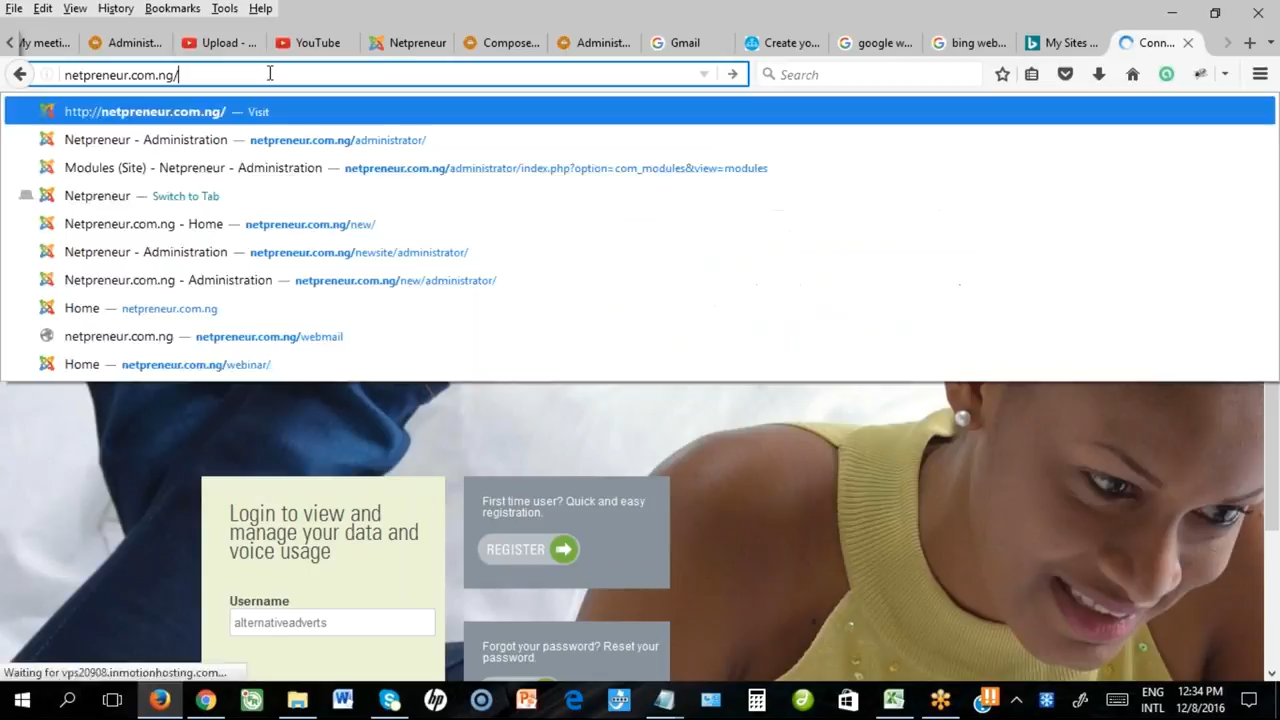 File Edit View History Bookmarks Tools Help
My meeti... Administ... Upload - ... YouTube Netpreneur Compose... Administ... Gmail Create yo... google w... bing web... My Sites ... Conn...
netpreneur.com.ng/ Search
http://netpreneur.com.ng/ — Visit
Netpreneur - Administration — netpreneur.com.ng/administrator/
Modules (Site) - Netpreneur - Administration — netpreneur.com.ng/administrator/index.php?option=com_modules&view=modules
Netpreneur — Switch to Tab
Netpreneur.com.ng - Home — netpreneur.com.ng/new/
Netpreneur - Administration — netpreneur.com.ng/newsite/administrator/
Netpreneur.com.ng - Administration — netpreneur.com.ng/new/administrator/
Home — netpreneur.com.ng
netpreneur.com.ng — netpreneur.com.ng/webmail
Home — netpreneur.com.ng/webinar/
Login to view and
manage your data and
voice usage
Username
alternativeadverts
First time user? Quick and easy
registration.
REGISTER
Forgot your password? Reset your
password.
Waiting for vps20908.inmotionhosting.com...
ENG 12:34 PM
INTL 12/8/2016